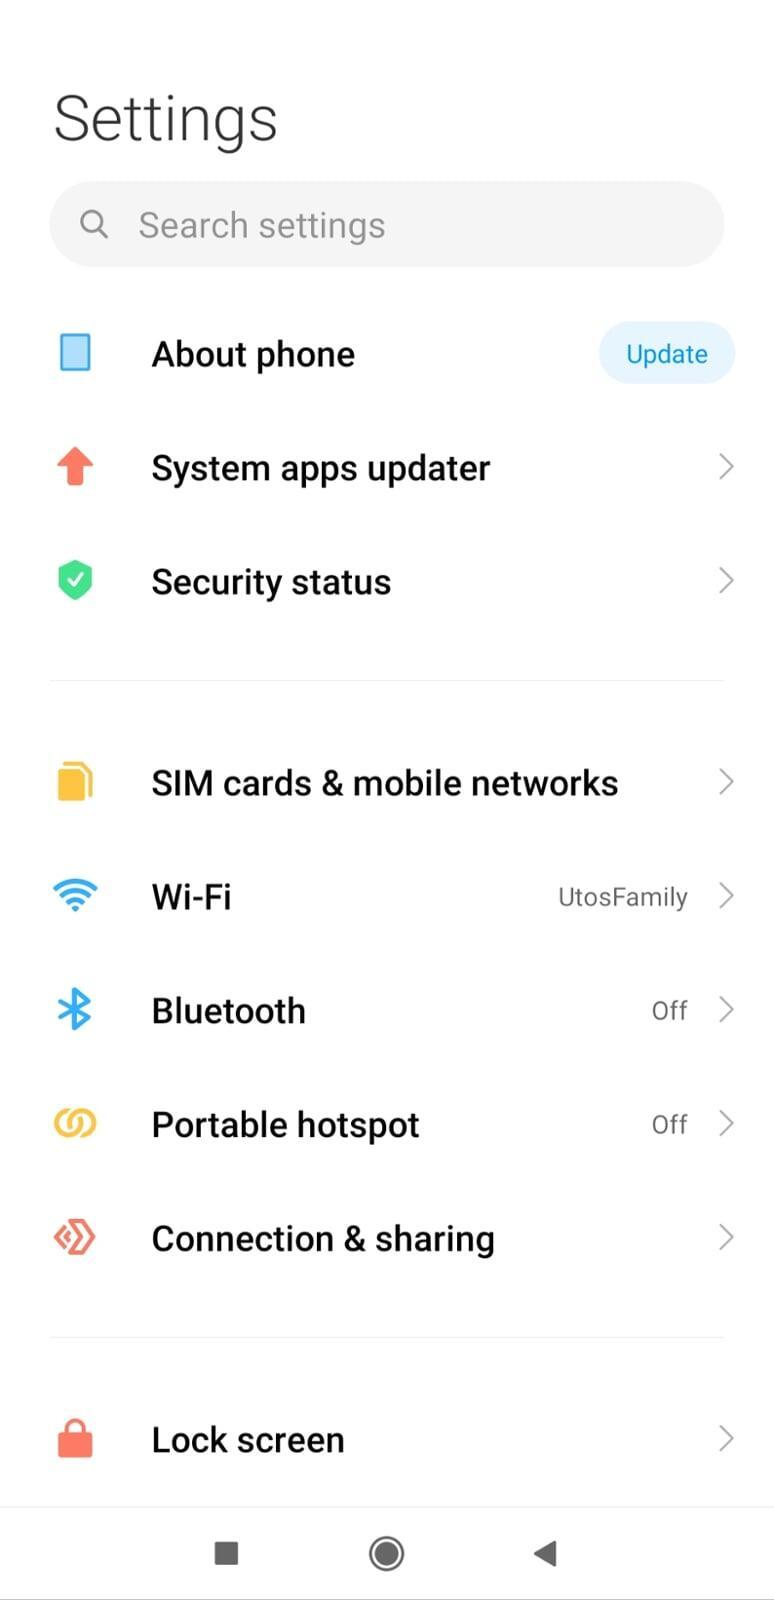 Settings
Search settings
About phone
Update
System apps updater
Security status
SIM cards & mobile networks
Wi-Fi
UtosFamily
Bluetooth
Off
Portable hotspot
Off
Connection & sharing
Lock screen